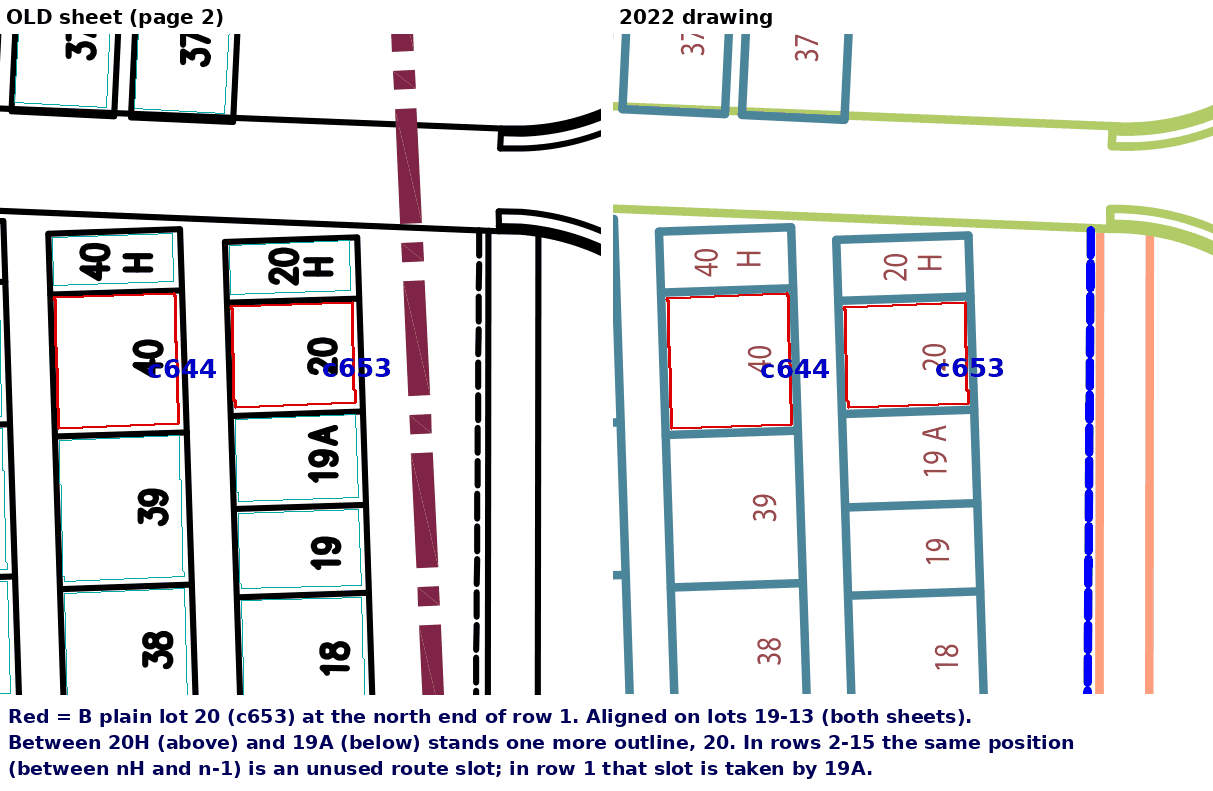 OLD sheet (page 2)
37
37
40
H
20
H
40
c644
20
c653
19A
39
19
38
18
2022 drawing
37
37
40
H
20
H
40
c644
20
c653
19 A
39
19
38
18
Red = B plain lot 20 (c653) at the north end of row 1. Aligned on lots 19-13 (both sheets).
Between 20H (above) and 19A (below) stands one more outline, 20. In rows 2-15 the same position
(between nH and n-1) is an unused route slot; in row 1 that slot is taken by 19A.